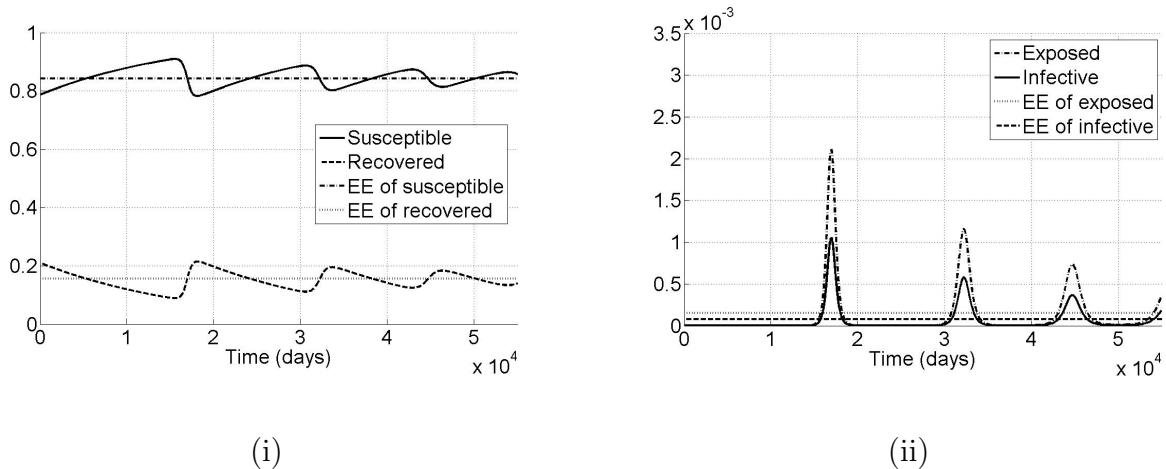 1
0.8
0.6
0.4
0.2
0
0
1
2
3
4
5
Time (days)
x 10^4
Susceptible
Recovered
EE of susceptible
EE of recovered
(i)
x 10^-3
3.5
3
2.5
2
1.5
1
0.5
0
0
1
2
3
4
5
Time (days)
x 10^4
Exposed
Infective
EE of exposed
EE of infective
(ii)